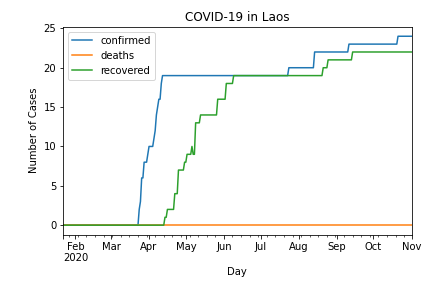 COVID-19 in Laos
confirmed
deaths
recovered
Number of Cases
25
20
15
10
5
0
Feb Mar Apr May Jun Jul Aug Sep Oct Nov
2020
Day